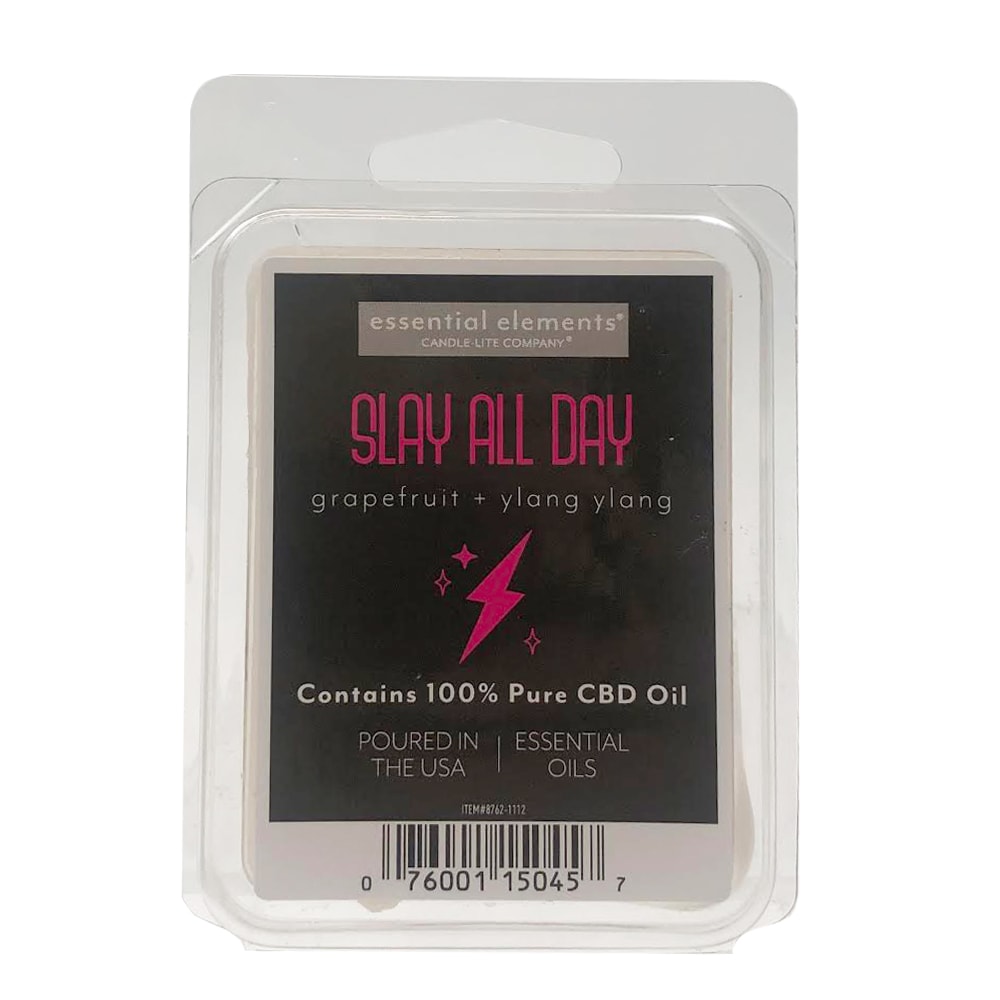 essential elements®
CANDLE-LITE COMPANY®
SLAY ALL DAY
grapefruit + ylang ylang
Contains 100% Pure CBD Oil
POURED IN THE USA | ESSENTIAL OILS
ITEM#8762-1112
0 76001 15045 7